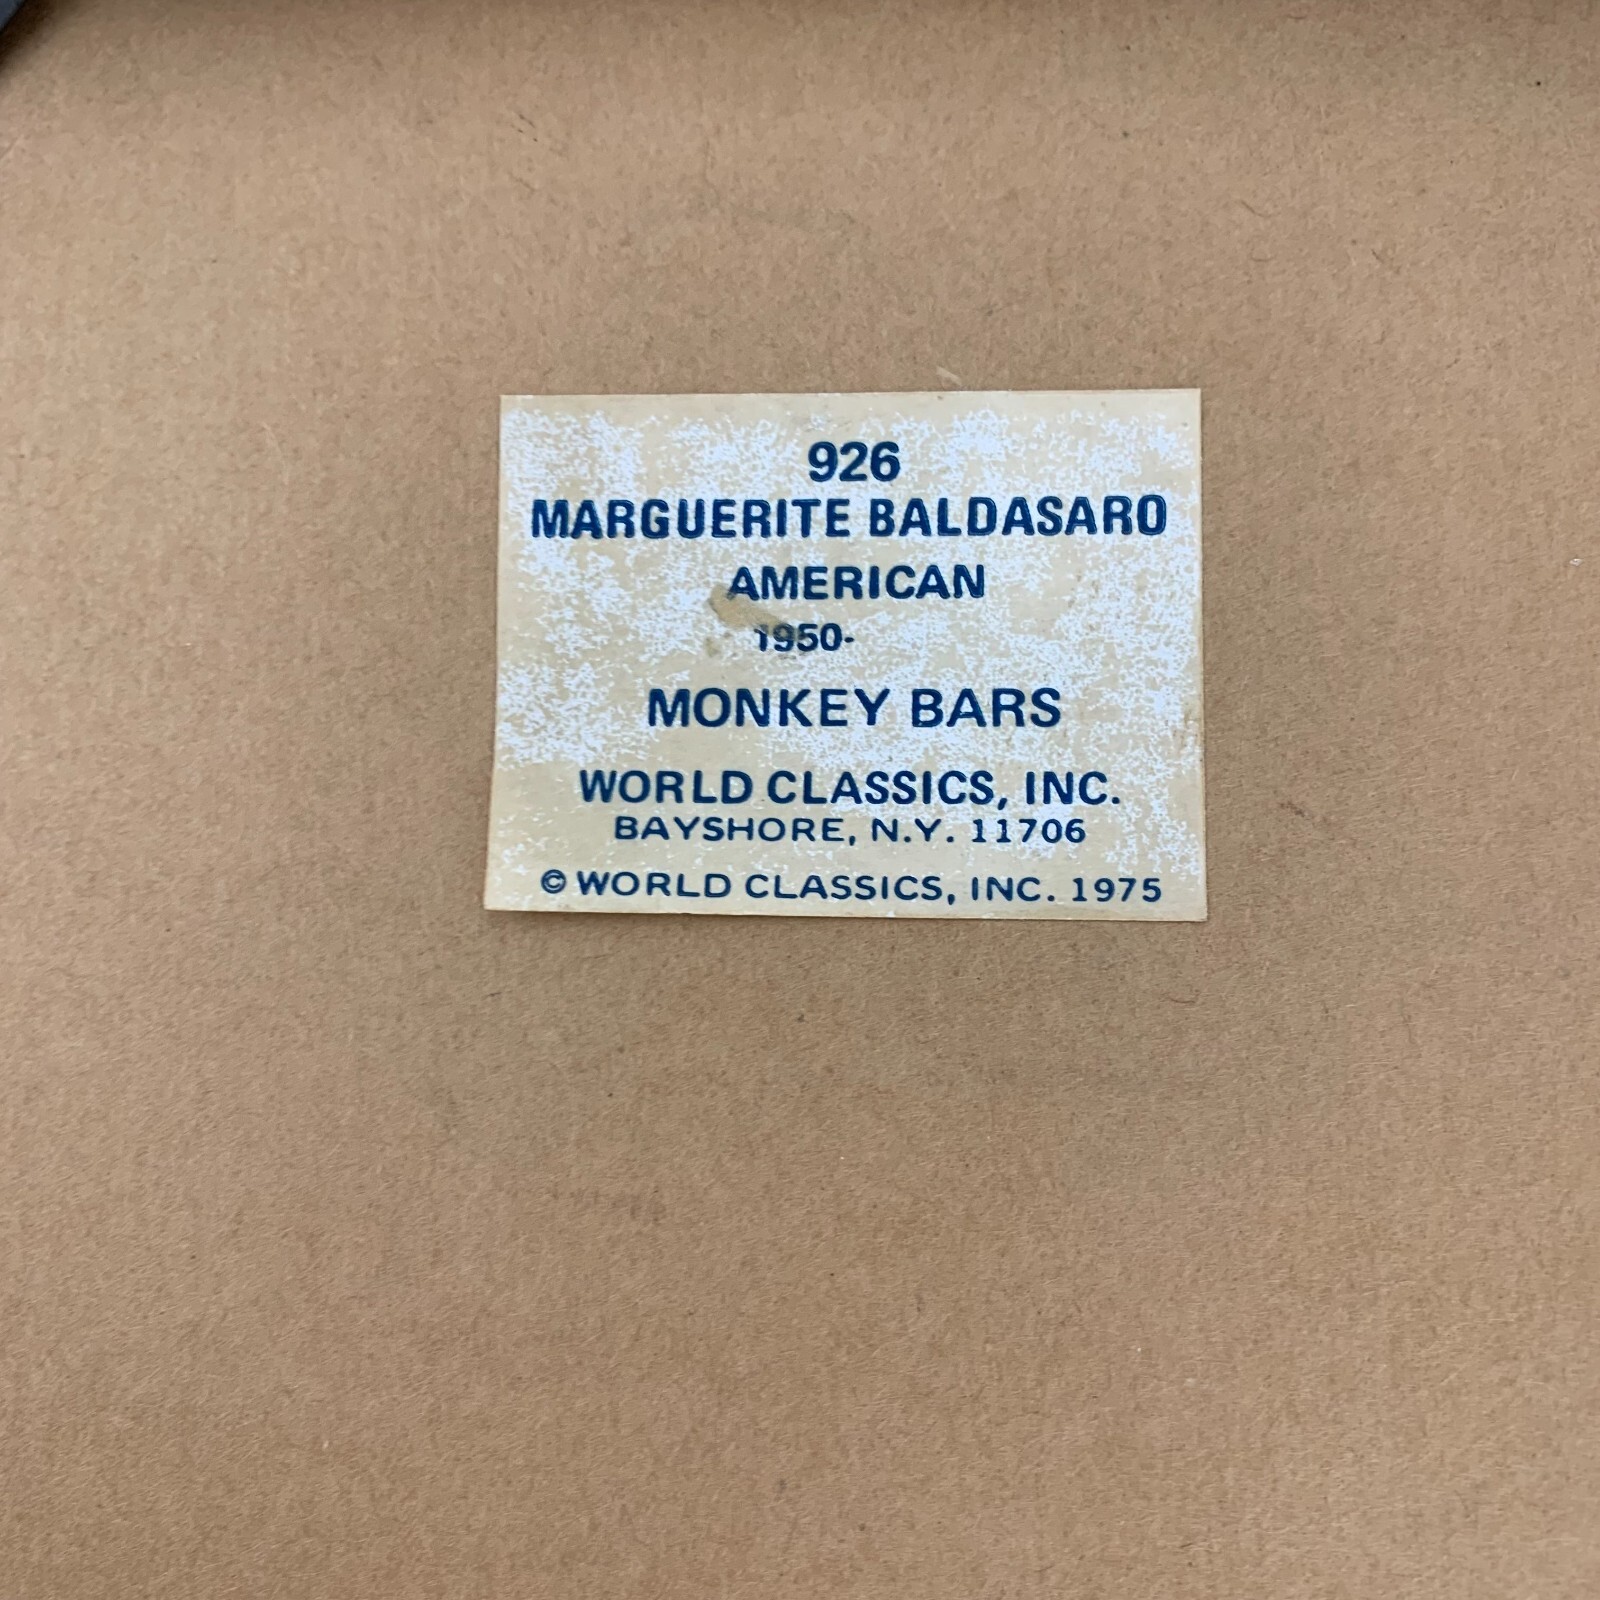 926
MARGUERITE BALDASARO
AMERICAN
1950-
MONKEY BARS
WORLD CLASSICS, INC.
BAYSHORE, N.Y. 11706
© WORLD CLASSICS, INC. 1975